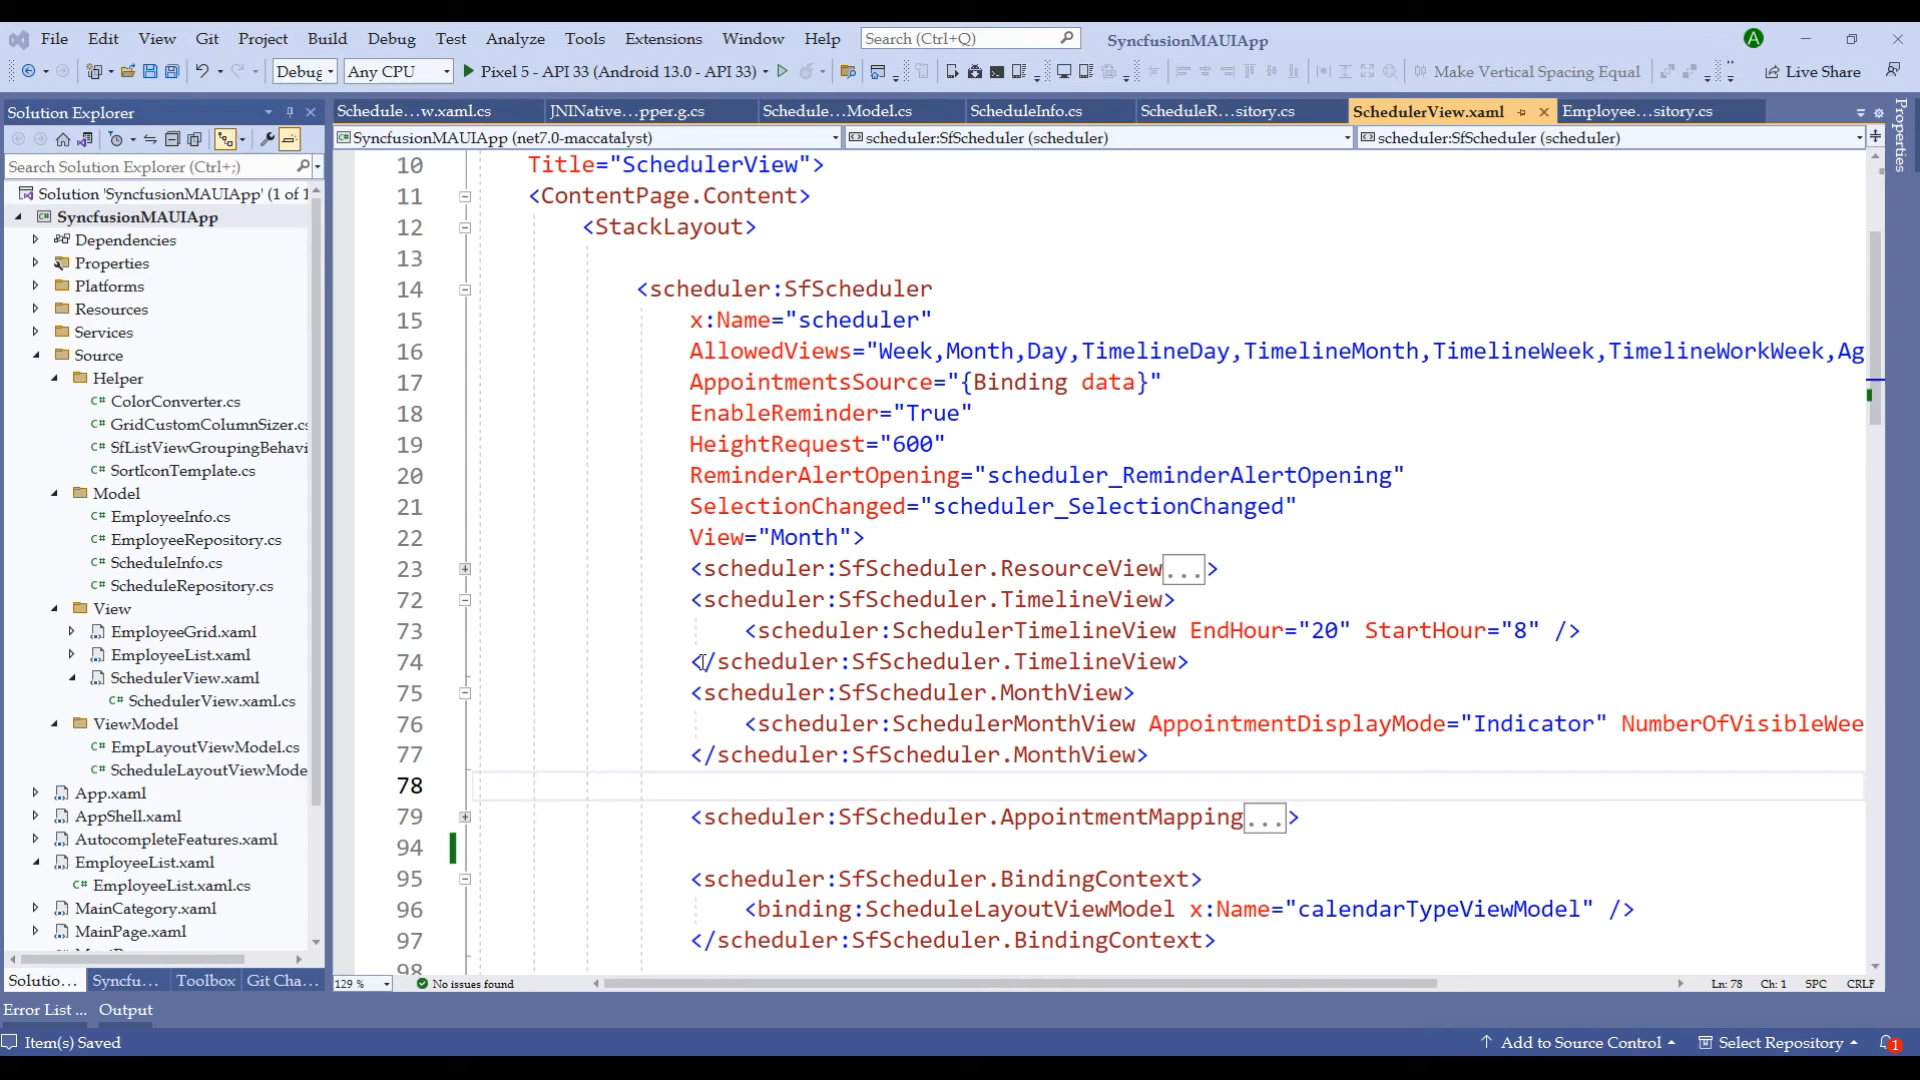 File Edit View Git Project Build Debug Test Analyze Tools Extensions Window Help Search (Ctrl+Q) SyncfusionMAUIApp A
Debug Any CPU Pixel 5 - API 33 (Android 13.0 - API 33) Make Vertical Spacing Equal Live Share
Solution Explorer
Search Solution Explorer (Ctrl+;)
Solution 'SyncfusionMAUIApp' (1 of 1
SyncfusionMAUIApp
Dependencies
Properties
Platforms
Resources
Services
Source
Helper
C# ColorConverter.cs
C# GridCustomColumnSizer.cs
C# SfListViewGroupingBehavi
C# SortIconTemplate.cs
Model
C# EmployeeInfo.cs
C# EmployeeRepository.cs
C# ScheduleInfo.cs
C# ScheduleRepository.cs
View
EmployeeGrid.xaml
EmployeeList.xaml
SchedulerView.xaml
C# SchedulerView.xaml.cs
ViewModel
C# EmpLayoutViewModel.cs
C# ScheduleLayoutViewMode
App.xaml
AppShell.xaml
AutocompleteFeatures.xaml
EmployeeList.xaml
C# EmployeeList.xaml.cs
MainCategory.xaml
MainPage.xaml
Solutio... Syncfu... Toolbox Git Cha...
Schedule...w.xaml.cs JNINative...pper.g.cs Schedule...Model.cs ScheduleInfo.cs ScheduleR...sitory.cs SchedulerView.xaml Employee...sitory.cs
SyncfusionMAUIApp (net7.0-maccatalyst) scheduler:SfScheduler (scheduler) scheduler:SfScheduler (scheduler)
10 Title="SchedulerView">
11 <ContentPage.Content>
12 <StackLayout>
13
14 <scheduler:SfScheduler
15 x:Name="scheduler"
16 AllowedViews="Week,Month,Day,TimelineDay,TimelineMonth,TimelineWeek,TimelineWorkWeek,Ag
17 AppointmentsSource="{Binding data}"
18 EnableReminder="True"
19 HeightRequest="600"
20 ReminderAlertOpening="scheduler_ReminderAlertOpening"
21 SelectionChanged="scheduler_SelectionChanged"
22 View="Month">
23 <scheduler:SfScheduler.ResourceView...>
72 <scheduler:SfScheduler.TimelineView>
73 <scheduler:SchedulerTimelineView EndHour="20" StartHour="8" />
74 </scheduler:SfScheduler.TimelineView>
75 <scheduler:SfScheduler.MonthView>
76 <scheduler:SchedulerMonthView AppointmentDisplayMode="Indicator" NumberOfVisibleWee
77 </scheduler:SfScheduler.MonthView>
78
79 <scheduler:SfScheduler.AppointmentMapping...>
94
95 <scheduler:SfScheduler.BindingContext>
96 <binding:ScheduleLayoutViewModel x:Name="calendarTypeViewModel" />
97 </scheduler:SfScheduler.BindingContext>
98
129 % No issues found Ln: 78 Ch: 1 SPC CRLF
Properties
Error List ... Output
Item(s) Saved Add to Source Control Select Repository 1